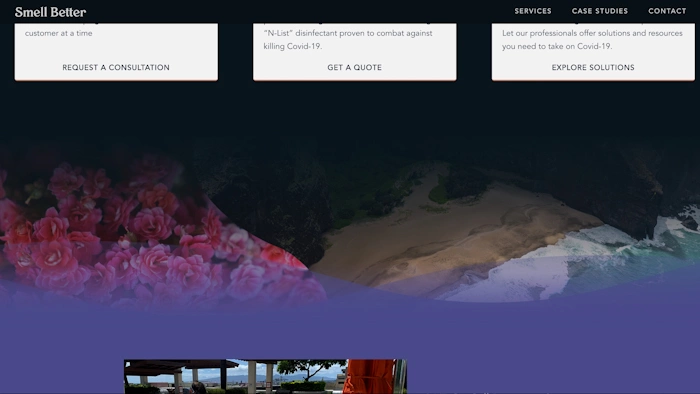 Smell Better
SERVICES CASE STUDIES CONTACT
customer at a time
REQUEST A CONSULTATION
“N-List” disinfectant proven to combat against
killing Covid-19.
GET A QUOTE
Let our professionals offer solutions and resources
you need to take on Covid-19.
EXPLORE SOLUTIONS